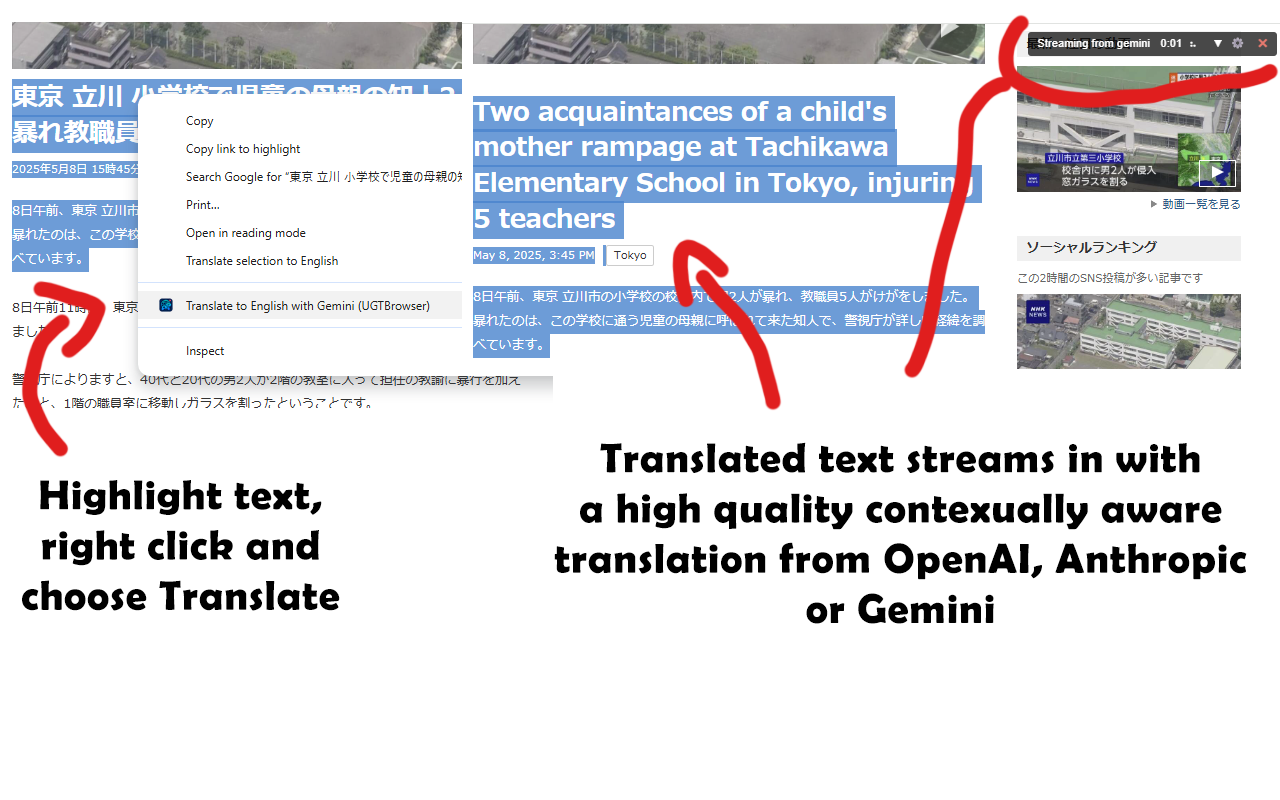 東京 立川 小学校で児童の母親の知人2
暴れ教職員
2025年5月8日 15時45分
8日午前、東京 立川市
暴れたのは、この学校
べています。
8日午前11時
東京
まし
警
庁によりますと、40代と20代の男2人が2階の教室に入って担任の教諭に暴行を加え
た
と、1階の職員室に移動しガラスを割ったということです。
Copy
Copy link to highlight
Search Google for “東京 立川 小学校で児童の母親の知
Print...
Open in reading mode
Translate selection to English
Translate to English with Gemini (UGTBrowser)
Inspect
Highlight text,
right click and
choose Translate
Two acquaintances of a child's
mother rampage at Tachikawa
Elementary School in Tokyo, injuring
5 teachers
May 8, 2025, 3:45 PM
Tokyo
8日午前、東京 立川市の小学校の校
内で
2人が暴れ、教職員5人がけがをしました。
暴れたのは、この学校に通う児童の母親に呼
れて来た知人で、警視庁が詳し
経緯を調
べています。
Translated text streams in with
a high quality contexually aware
translation from OpenAI, Anthropic
or Gemini
Streaming from gemini 0:01
NHK
小学校に男2人
立川市立第三小学校
校舎内に男2人が侵入
窓ガラスを割る
NHK
NEWS
動画一覧を見る
ソーシャルランキング
この2時間のSNS投稿が多い記事です
NHK
NHK
NEWS